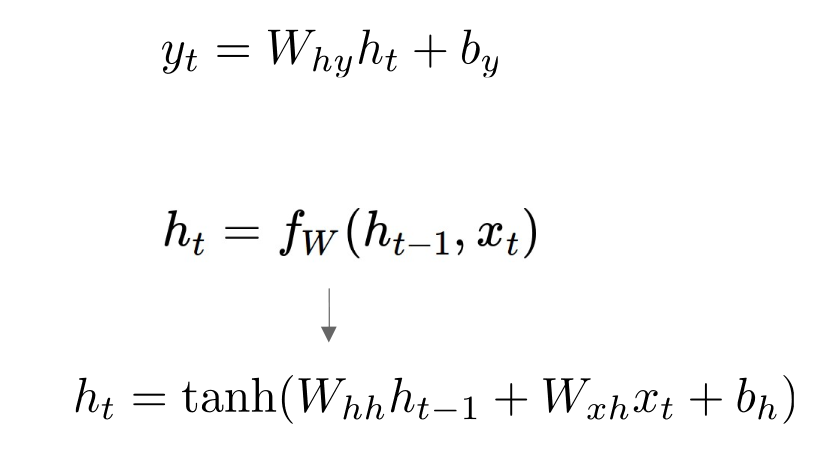 $y_t = W_{hy}h_t + b_y$
$h_t = f_W(h_{t-1}, x_t)$
$h_t = \tanh(W_{hh}h_{t-1} + W_{xh}x_t + b_h)$